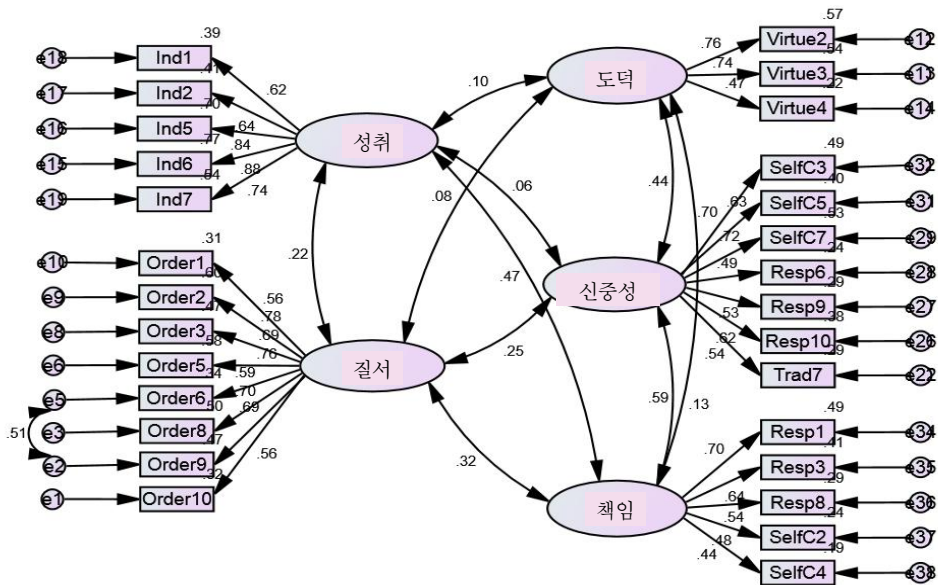 .39
e18 Ind1
.41
e17 Ind2
.70
e16 Ind5
.77
e15 Ind6
.54
e19 Ind7
.62
.64
.84
.88
.74
성취
.31
e10 Order1
.60
e9 Order2
.47
e8 Order3
.58
e6 Order5
.34
e5 Order6
.50
e3 Order8
.47
e2 Order9
.32
e1 Order10
.51
.56
.78
.69
.76
.59
.70
.69
.56
질서
.10
.06
.08
.22
.47
.44
.25
.59
.13
.32
도덕
.76
.74
.47
.57
Virtue2 e12
.54
Virtue3 e13
.22
Virtue4 e14
신중성
.70
.63
.72
.49
.53
.62
.54
.49
SelfC3 e32
.40
SelfC5 e31
.53
SelfC7 e29
.24
Resp6 e28
.29
Resp9 e27
.38
Resp10 e26
.29
Trad7 e22
책임
.70
.64
.54
.48
.44
.49
Resp1 e34
.41
Resp3 e35
.29
Resp8 e36
.24
SelfC2 e37
.19
SelfC4 e38